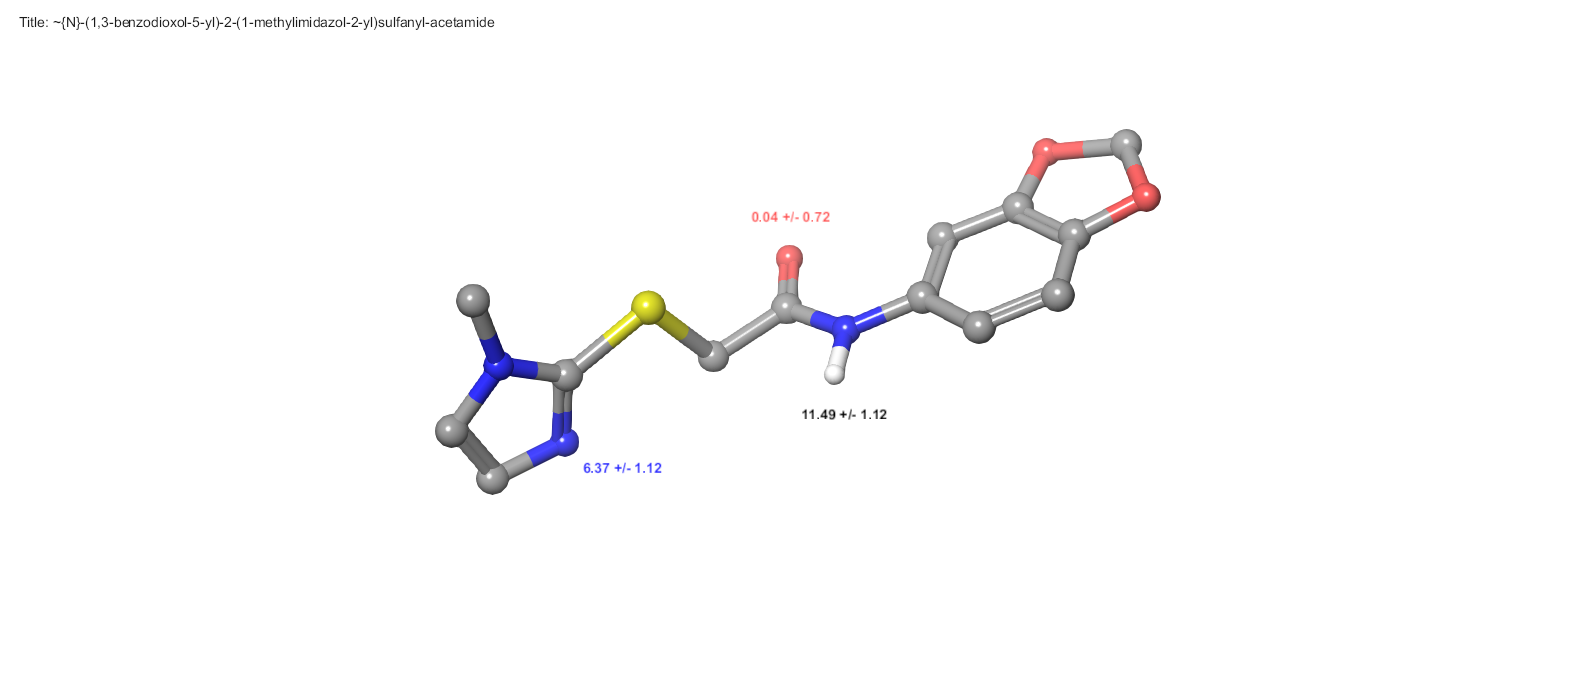 Title: ~{N}-(1,3-benzodioxol-5-yl)-2-(1-methylimidazol-2-yl)sulfanyl-acetamide
0.04 +/- 0.72
11.49 +/- 1.12
6.37 +/- 1.12